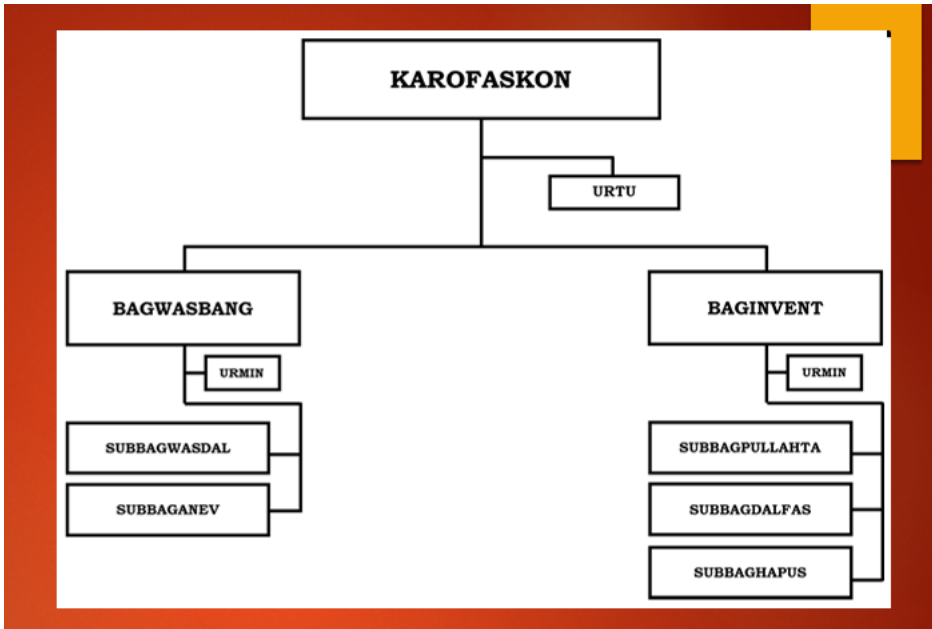 KAROFASKON
URTU
BAGWASBANG
BAGINVENT
URMIN
URMIN
SUBBAGWASDAL
SUBBAGPULLAHTA
SUBBAGANEV
SUBBAGDALFAS
SUBBAGHAPUS